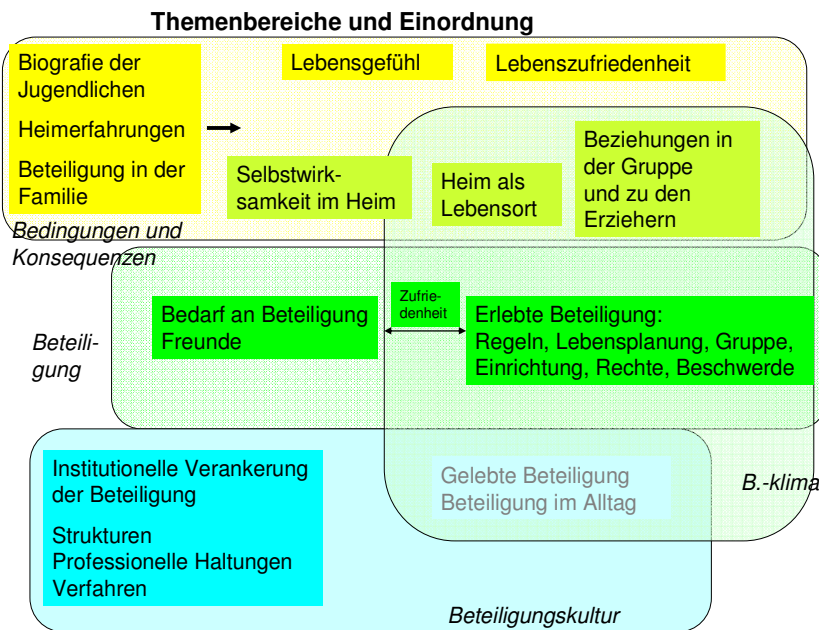 Themenbereiche und Einordnung
Biografie der
Jugendlichen
Heimerfahrungen
Beteiligung in der
Familie
Lebensgefühl
Lebenszufriedenheit
Selbstwirk-
samkeit im Heim
Heim als
Lebensort
Beziehungen in
der Gruppe
und zu den
Erziehern
Bedingungen und
Konsequenzen
Beteili-
gung
Bedarf an Beteiligung
Freunde
Zufrie-
denheit
Erlebte Beteiligung:
Regeln, Lebensplanung, Gruppe,
Einrichtung, Rechte, Beschwerde
Institutionelle Verankerung
der Beteiligung
Strukturen
Professionelle Haltungen
Verfahren
Gelebte Beteiligung
Beteiligung im Alltag
B.-klima
Beteiligungskultur